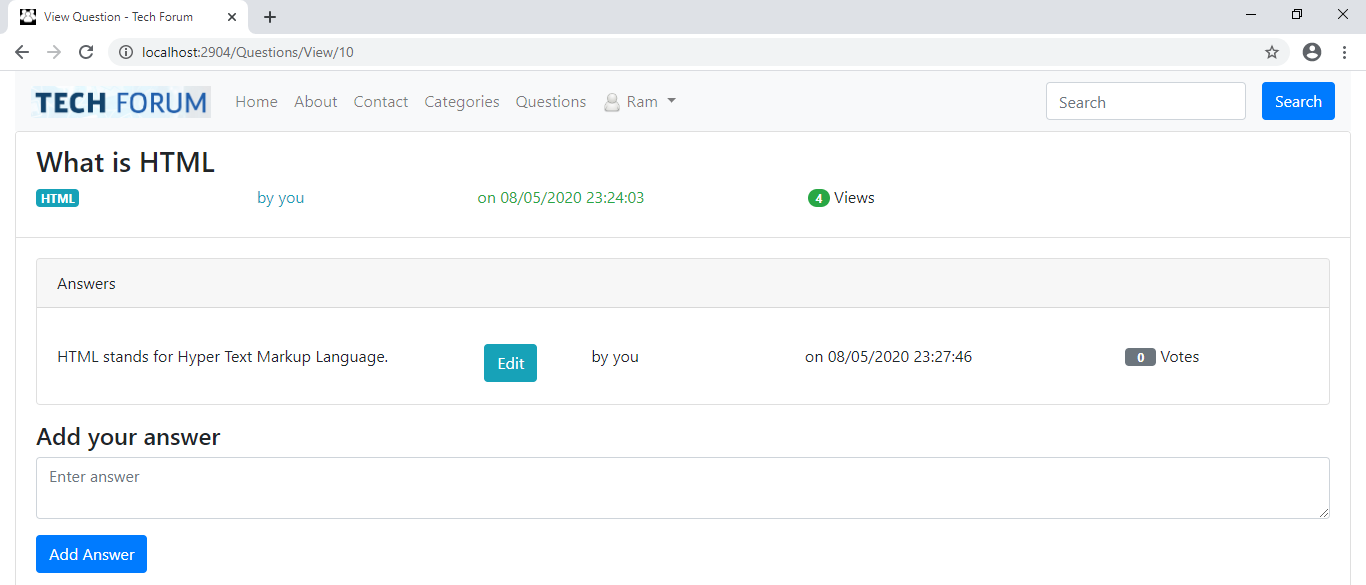 View Question - Tech Forum
localhost:2904/Questions/View/10
TECH FORUM Home About Contact Categories Questions Ram Search Search
What is HTML
HTML by you on 08/05/2020 23:24:03 4 Views
Answers
HTML stands for Hyper Text Markup Language. Edit by you on 08/05/2020 23:27:46 0 Votes
Add your answer
Enter answer
Add Answer